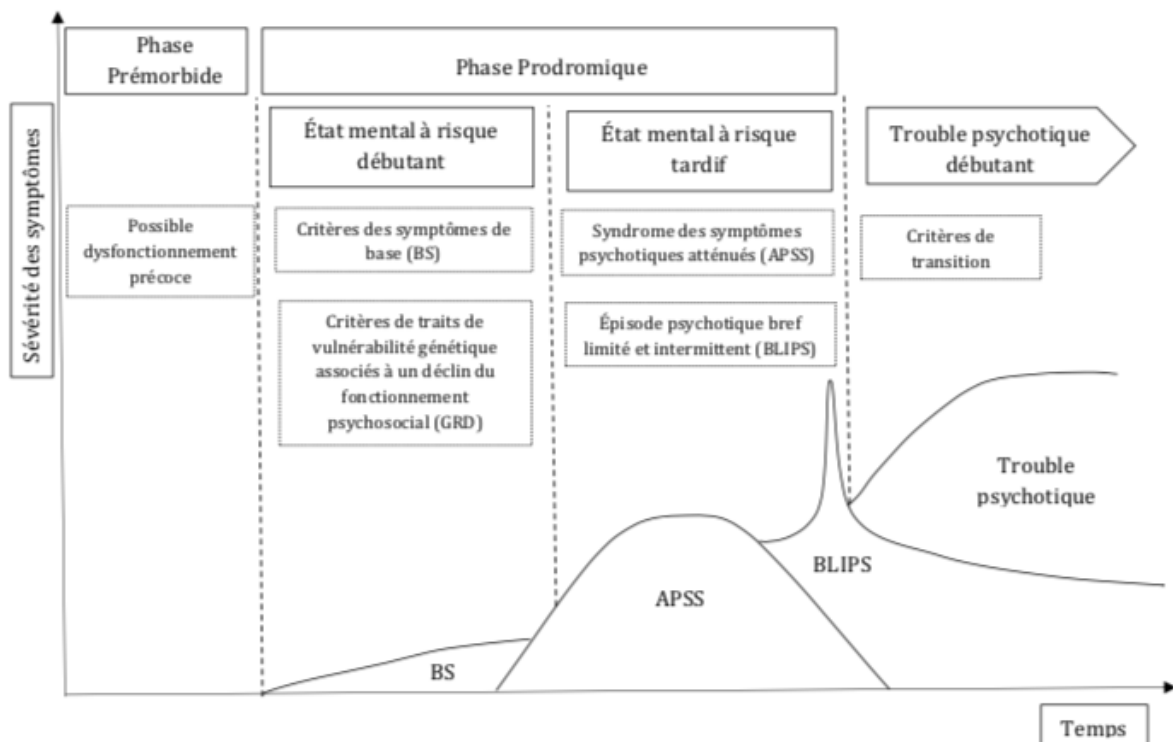 Phase
Prémorbide
Phase Prodromique
Sévérité des symptômes
État mental à risque
débutant
État mental à risque
tardif
Trouble psychotique
débutant
Possible
dysfonctionnement
précoce
Critères des symptômes de
base (BS)
Syndrome des symptômes
psychotiques atténués (APSS)
Critères de
transition
Critères de traits de
vulnérabilité génétique
associés à un déclin du
fonctionnement
psychosocial (GRD)
Épisode psychotique bref
limité et intermittent (BLIPS)
Trouble
psychotique
BLIPS
APSS
BS
Temps